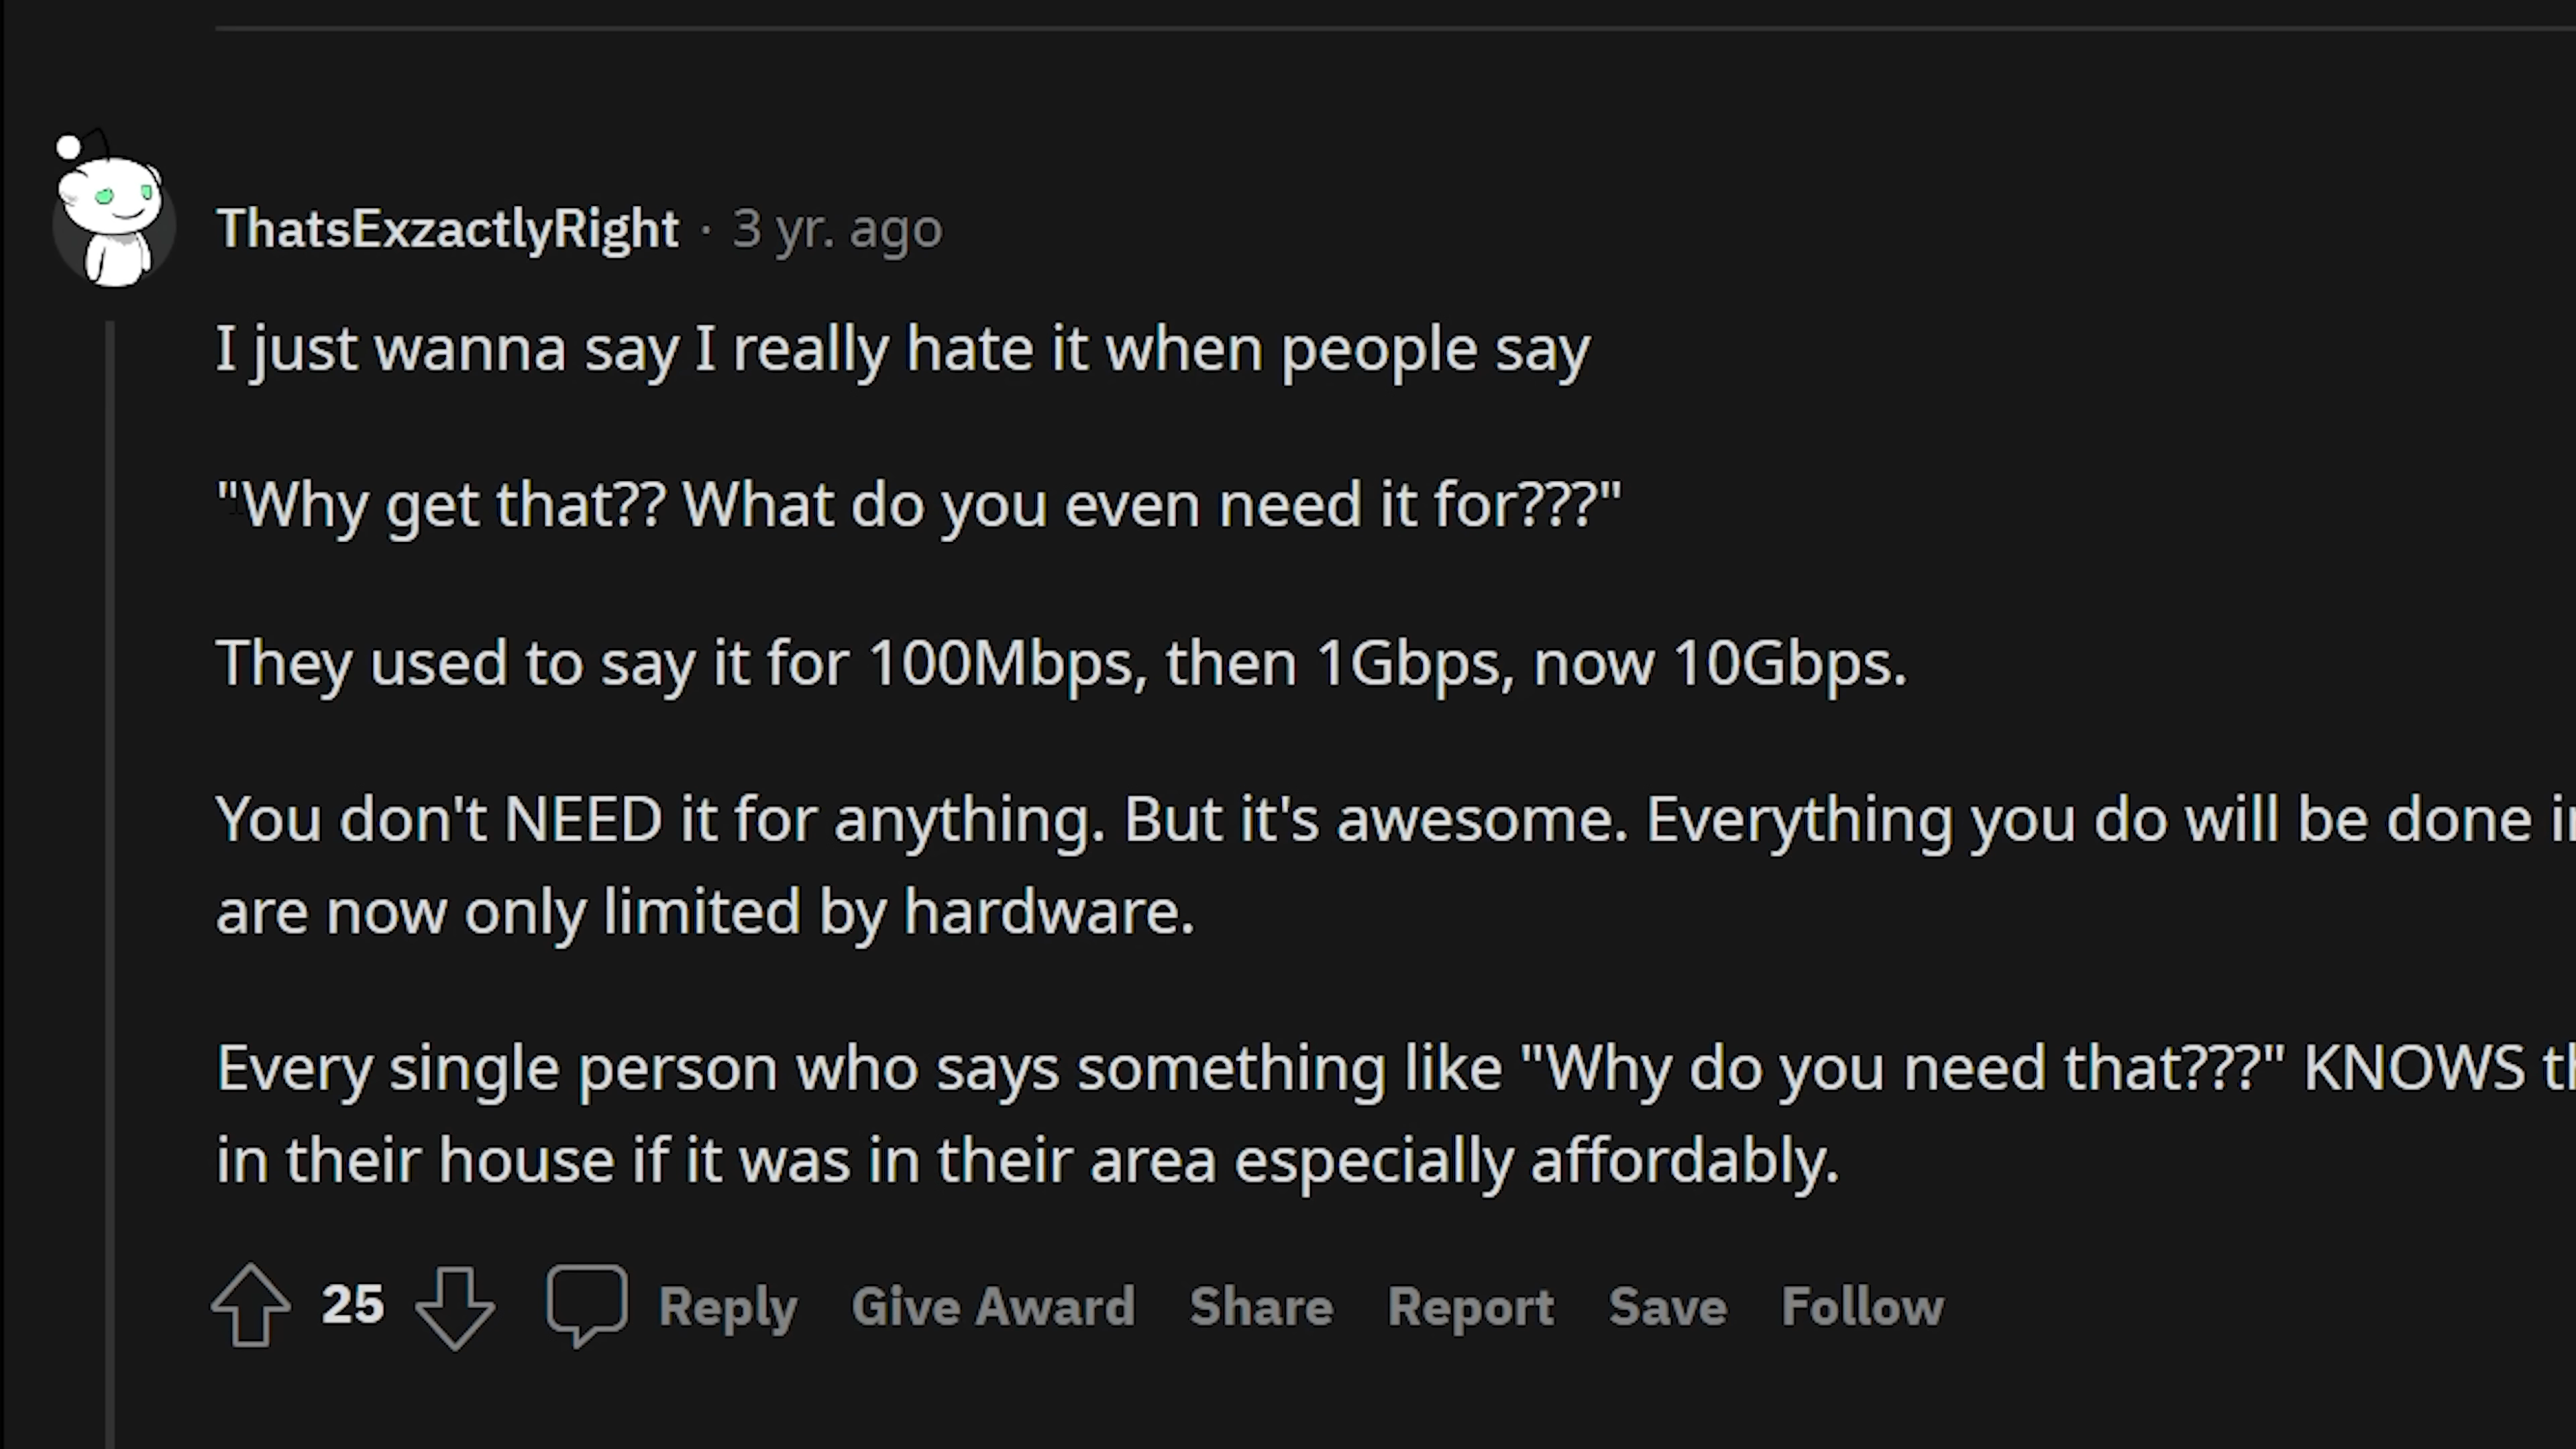 ThatsExzactlyRight · 3 yr. ago
I just wanna say I really hate it when people say
"Why get that?? What do you even need it for???"
They used to say it for 100Mbps, then 1Gbps, now 10Gbps.
You don't NEED it for anything. But it's awesome. Everything you do will be done
are now only limited by hardware.
Every single person who says something like "Why do you need that???" KNOWS
in their house if it was in their area especially affordably.
25 Reply Give Award Share Report Save Follow